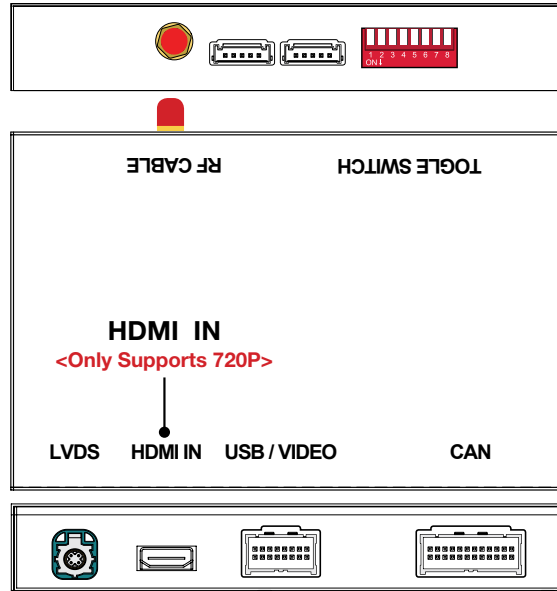 1 2 3 4 5 6 7 8
ON↓
RF CABLE
TOGLE SWITCH
HDMI IN
<Only Supports 720P>
LVDS
HDMI IN
USB / VIDEO
CAN